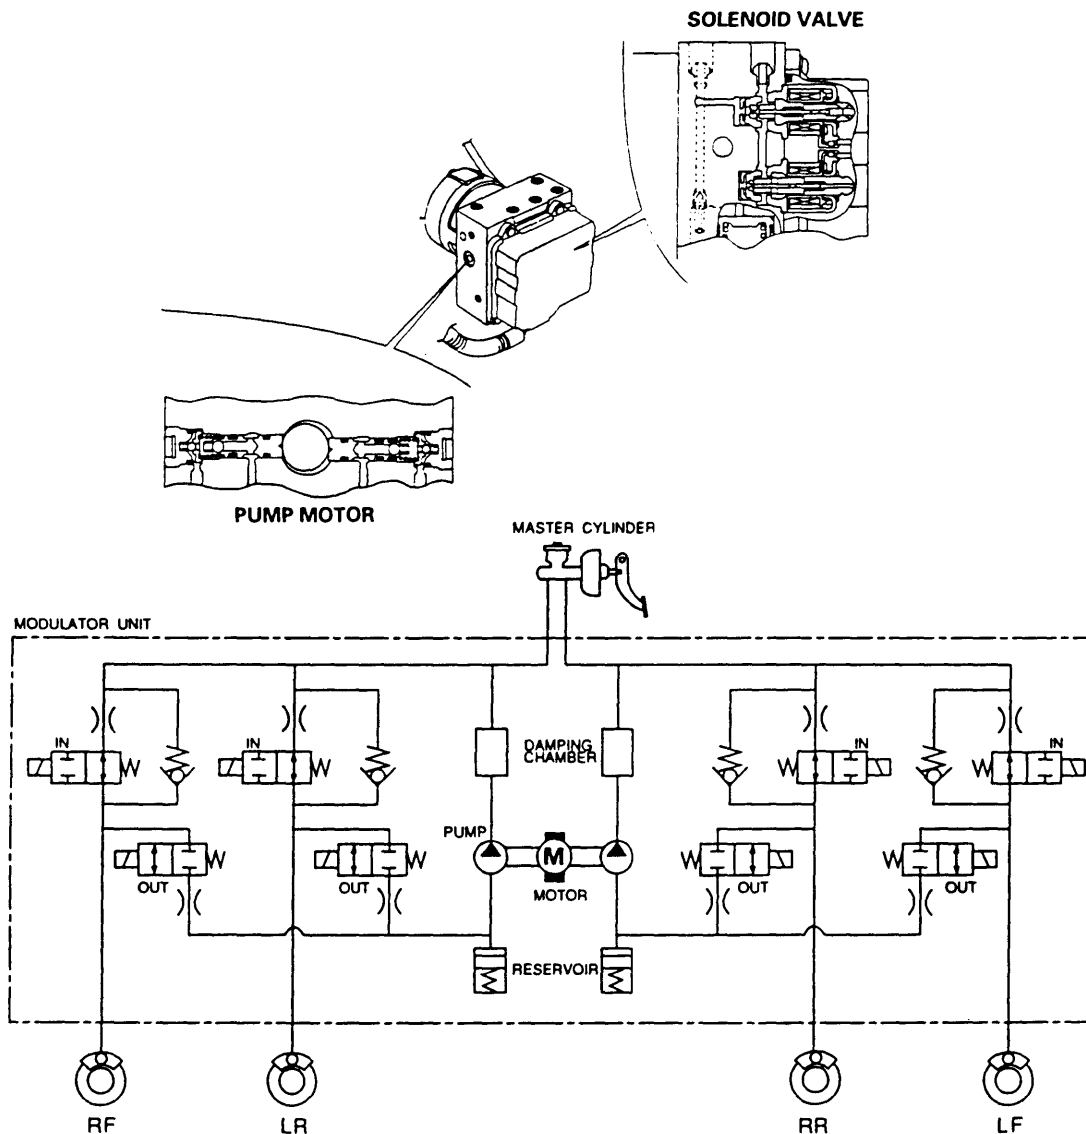 SOLENOID VALVE
PUMP MOTOR
MASTER CYLINDER
MODULATOR UNIT
IN
IN
DAMPING
CHAMBER
IN
IN
PUMP
M
OUT
OUT
MOTOR
OUT
OUT
RESERVOIR
RF
LR
RR
LF